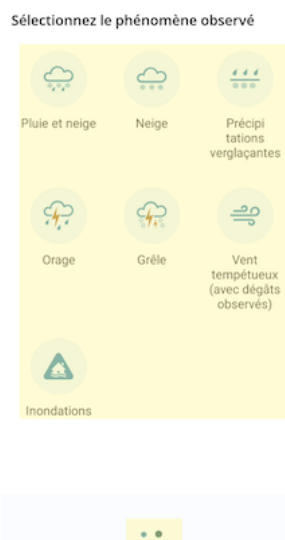 Sélectionnez le phénomène observé
Pluie et neige
Neige
Précipi
tations
verglaçantes
Orage
Grêle
Vent
tempétueux
(avec dégâts
observés)
Inondations